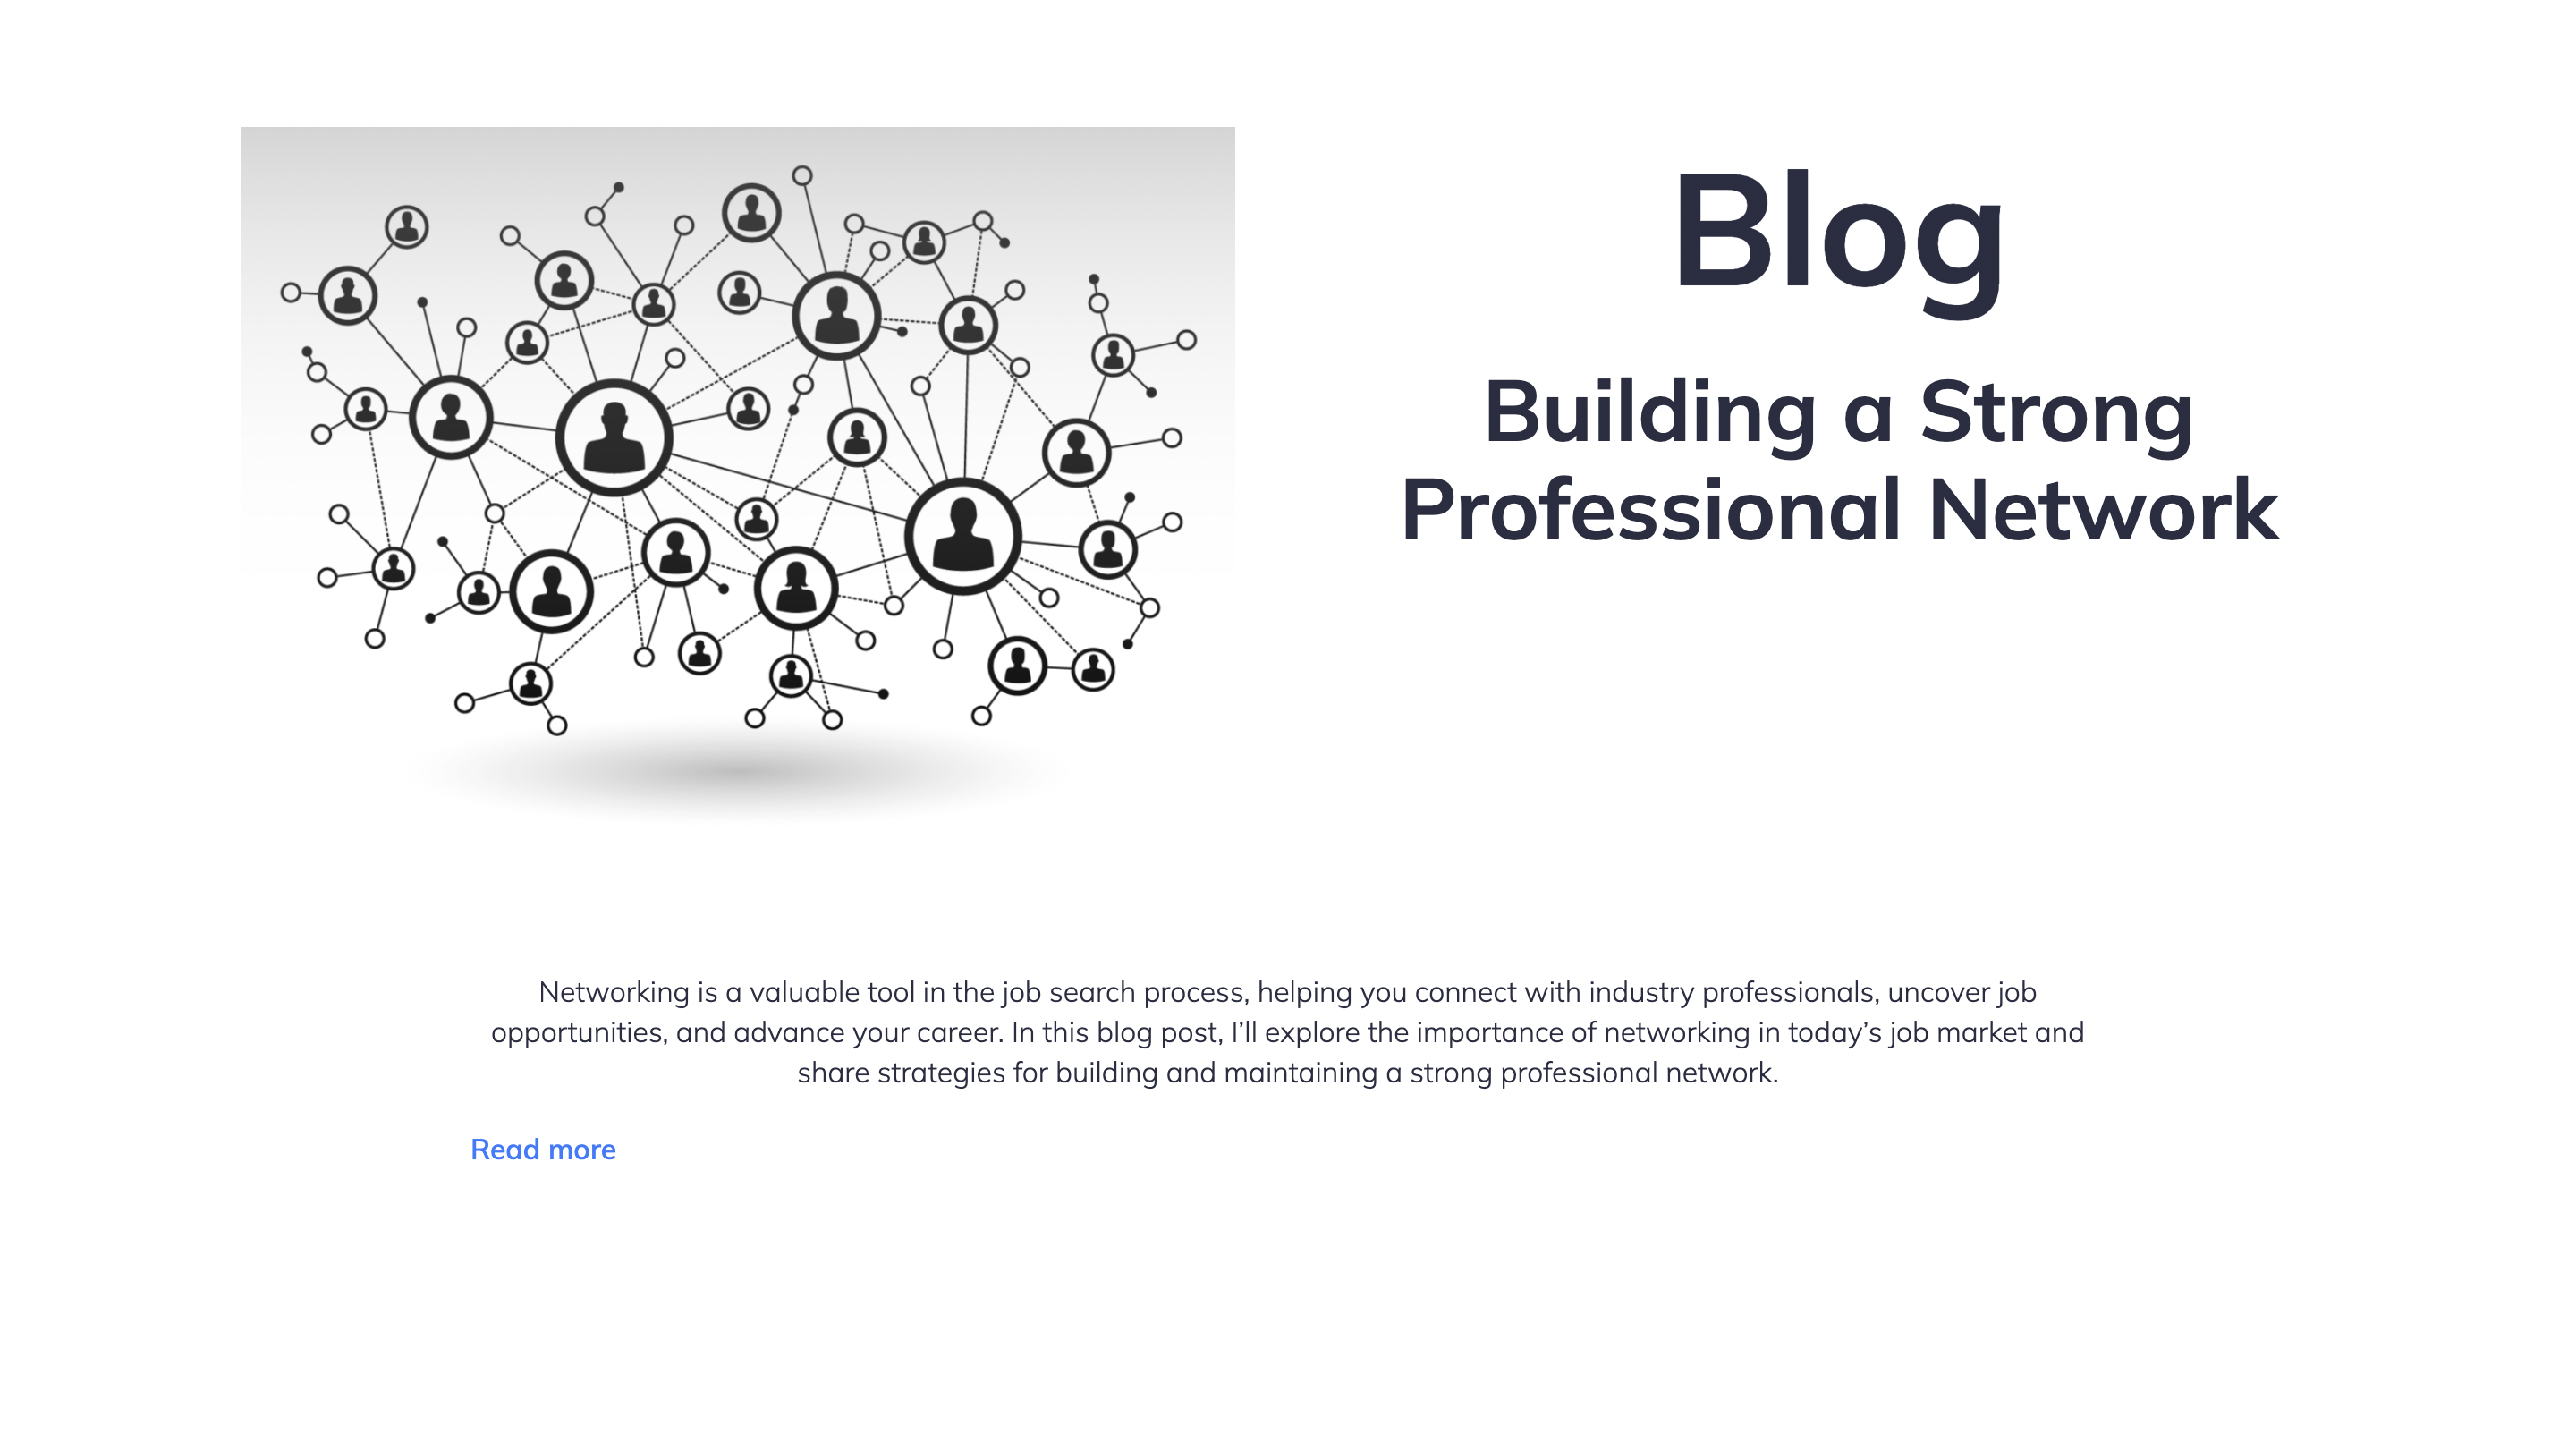 Blog
Building a Strong
Professional Network
Networking is a valuable tool in the job search process, helping you connect with industry professionals, uncover job
opportunities, and advance your career. In this blog post, I’ll explore the importance of networking in today’s job market and
share strategies for building and maintaining a strong professional network.
Read more